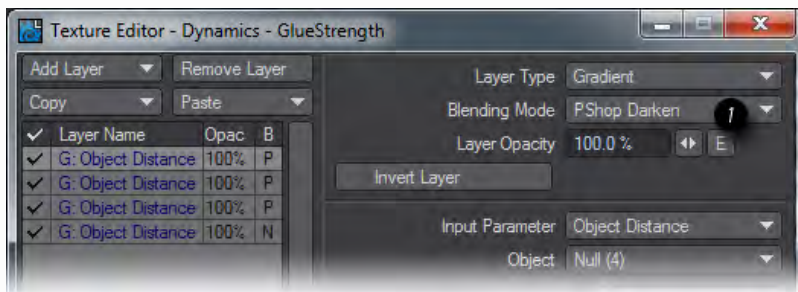 Texture Editor - Dynamics - GlueStrength
Add Layer Remove Layer
Copy Paste
Layer Name Opac B
G: Object Distance 100% P
G: Object Distance 100% P
G: Object Distance 100% P
G: Object Distance 100% N
Layer Type Gradient
Blending Mode PShop Darken 1
Layer Opacity 100.0 % E
Invert Layer
Input Parameter Object Distance
Object Null (4)